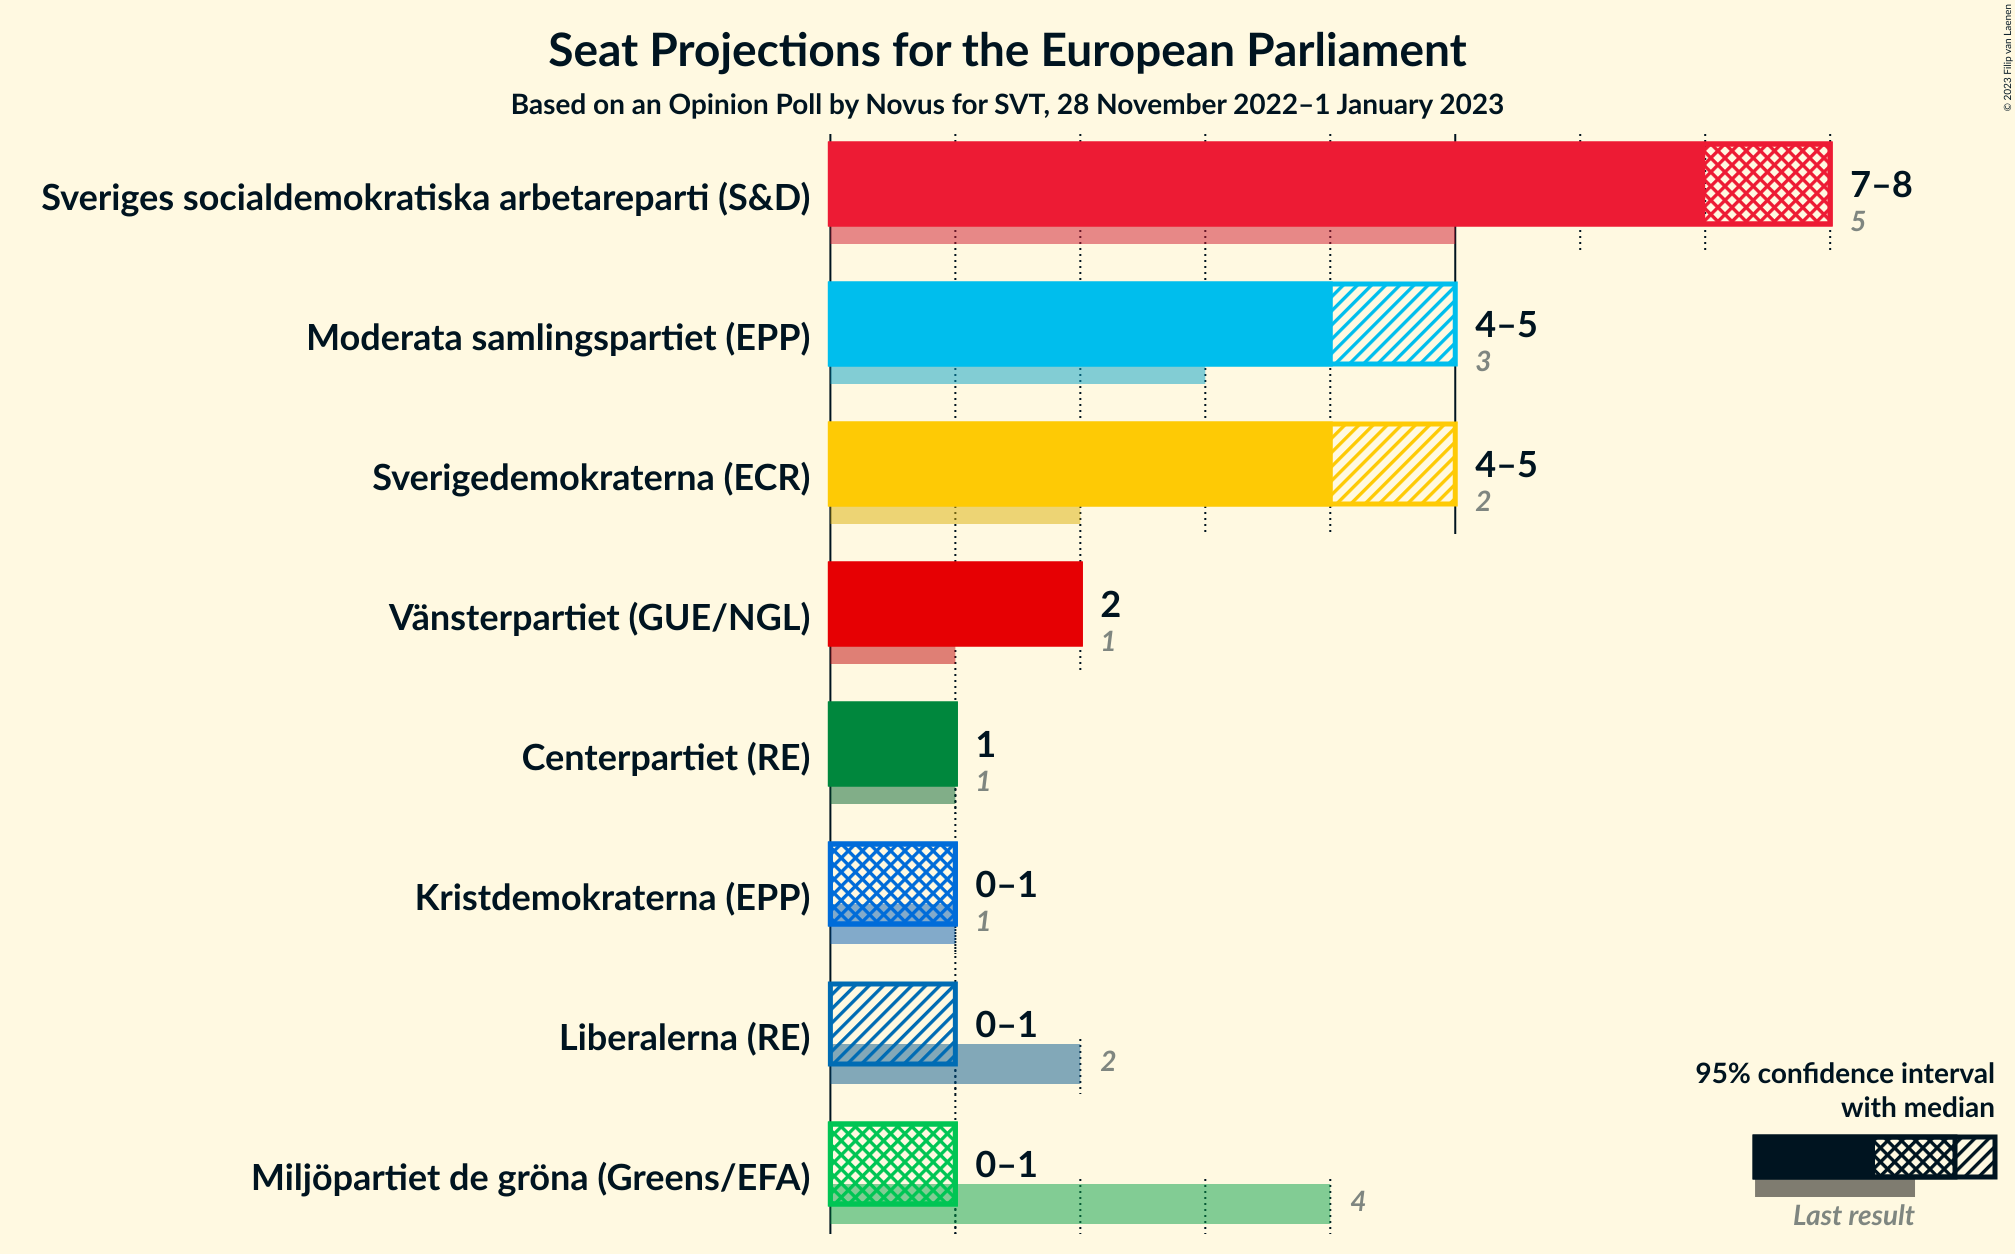 Seat Projections for the European Parliament
Based on an Opinion Poll by Novus for SVT, 28 November 2022–1 January 2023
© 2023 Filip van Laenen
Sveriges socialdemokratiska arbetareparti (S&D)
7–8
5
Moderata samlingspartiet (EPP)
4–5
3
Sverigedemokraterna (ECR)
4–5
2
Vänsterpartiet (GUE/NGL)
2
1
Centerpartiet (RE)
1
1
Kristdemokraterna (EPP)
0–1
1
Liberalerna (RE)
0–1
2
Miljöpartiet de gröna (Greens/EFA)
0–1
4
95% confidence interval
with median
Last result